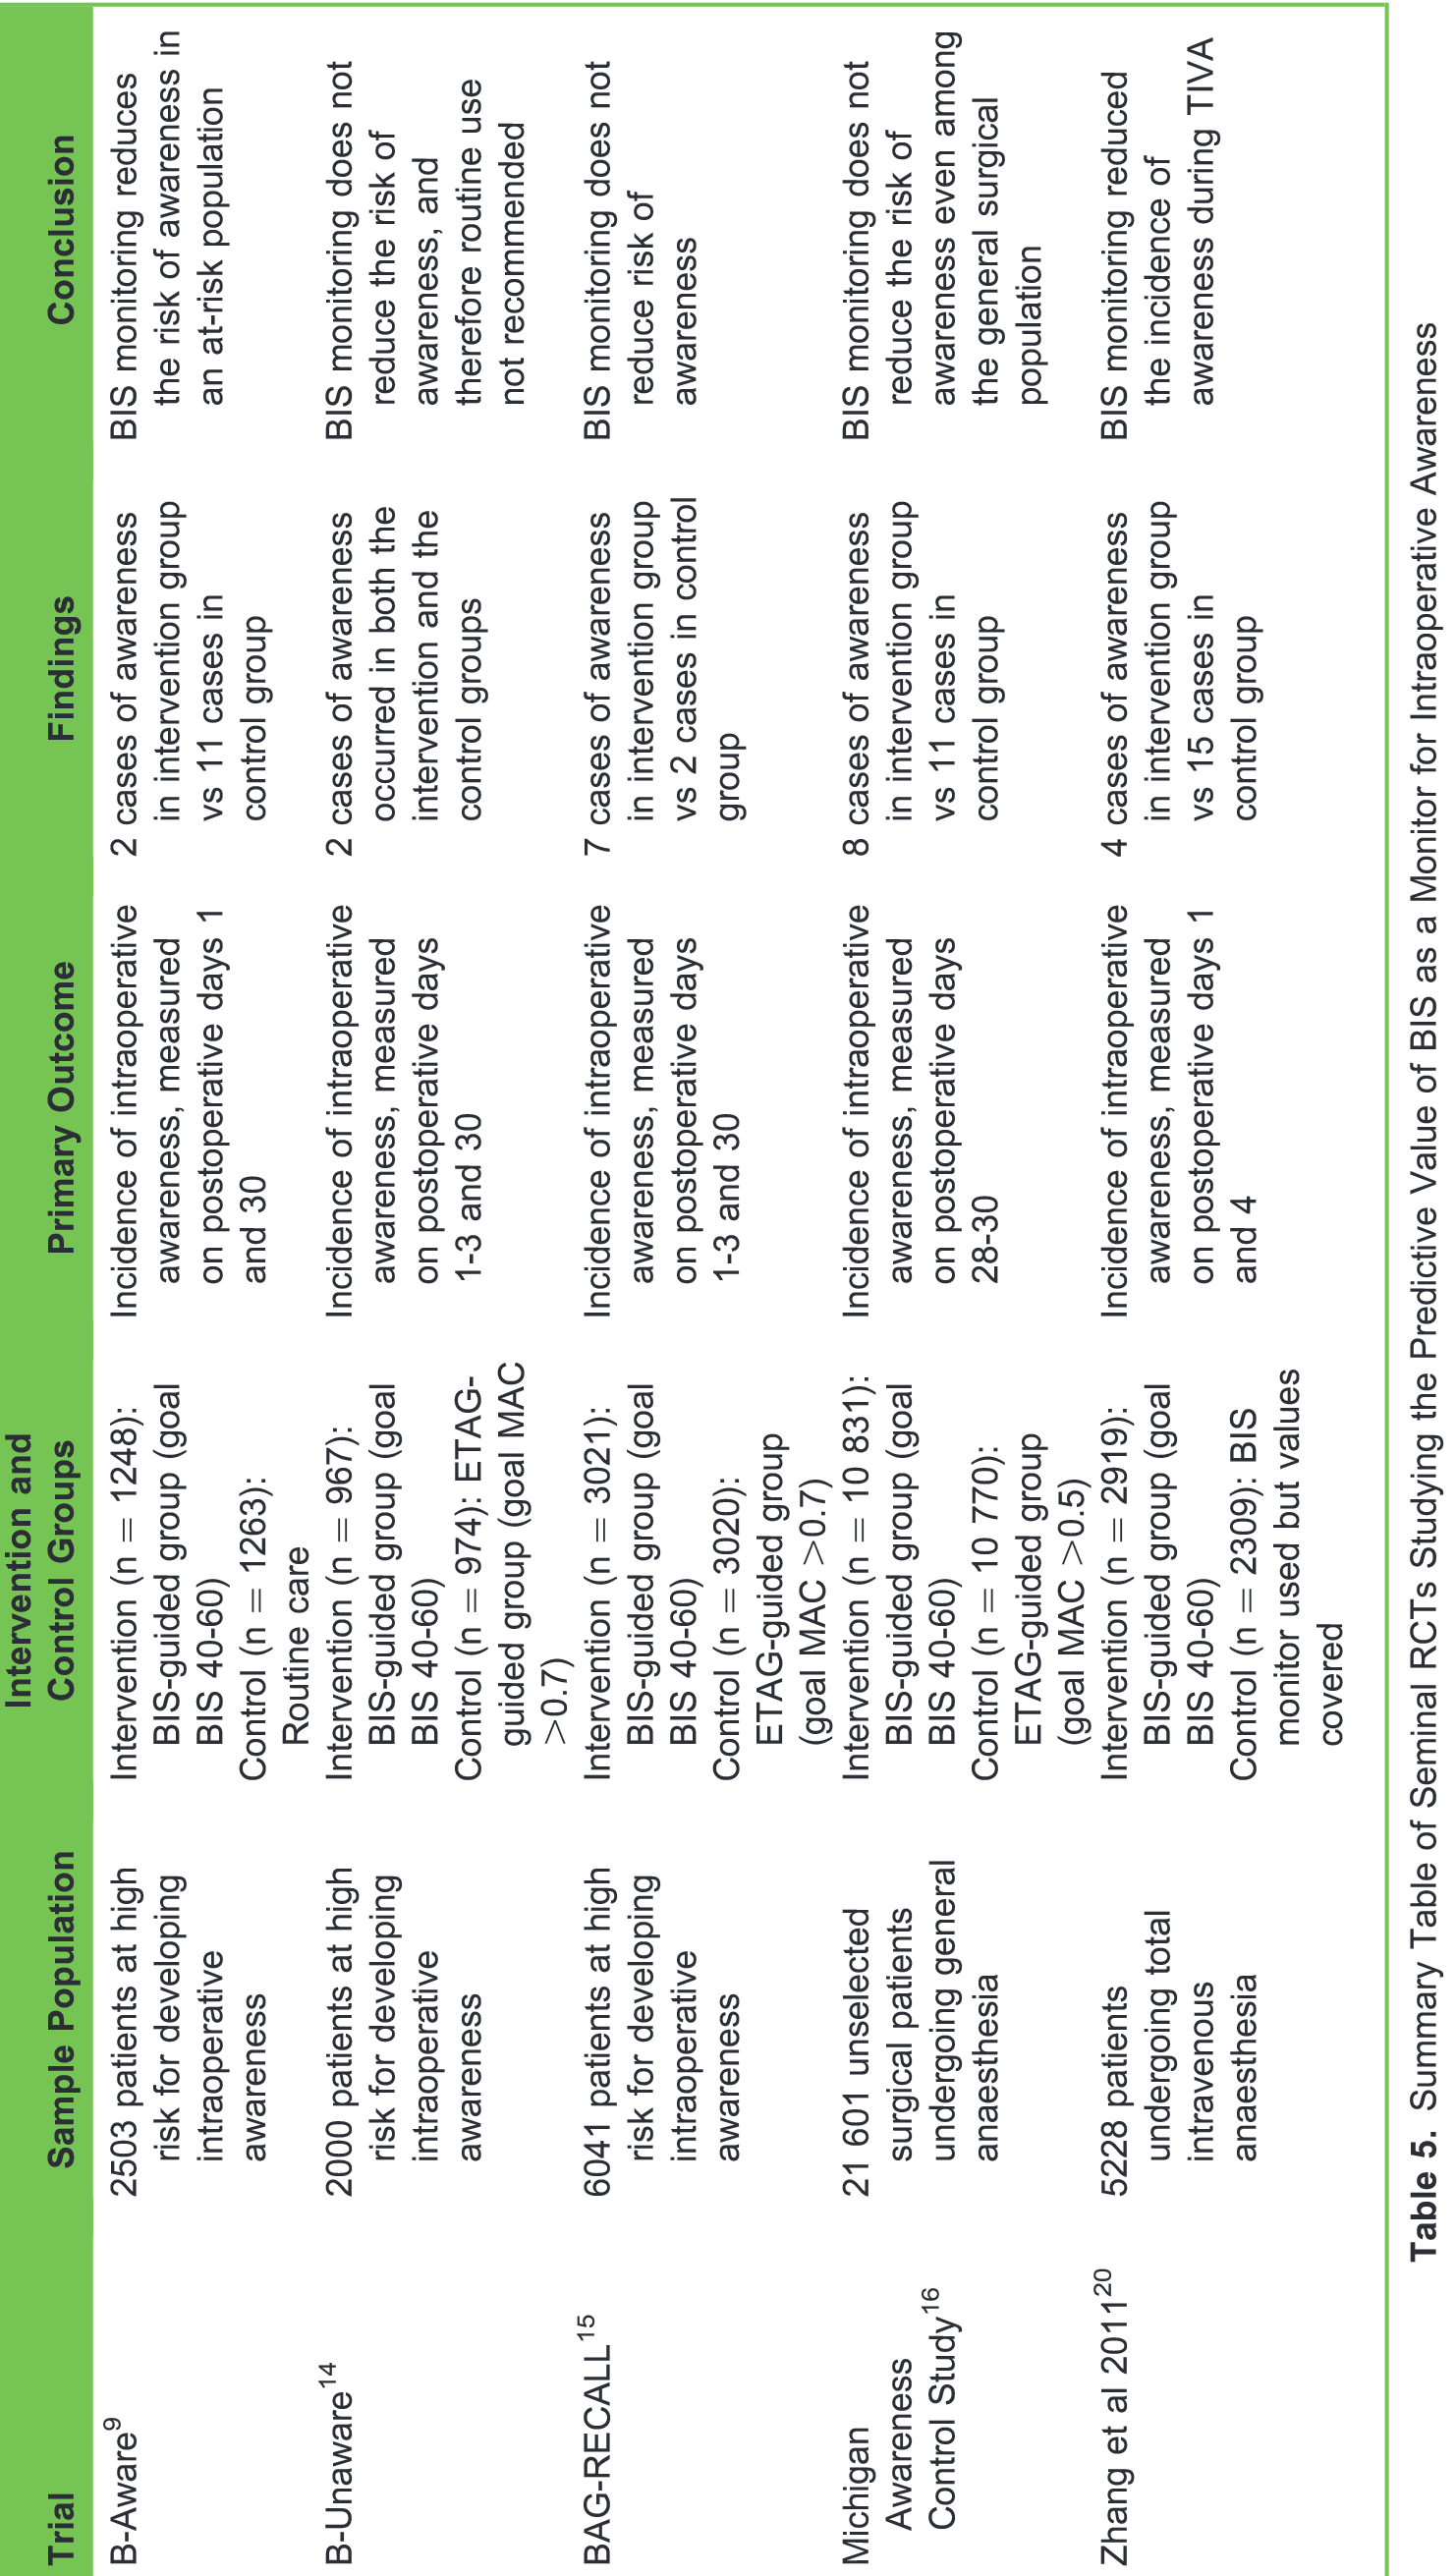 Trial
Sample Population
Intervention and
Control Groups
Primary Outcome
Findings
Conclusion
B-Aware9
2503 patients at high
risk for developing
intraoperative
awareness
Intervention (n = 1248):
BIS-guided group (goal
BIS 40-60)
Control (n = 1263):
Routine care
Incidence of intraoperative
awareness, measured
on postoperative days 1
and 30
2 cases of awareness
in intervention group
vs 11 cases in
control group
BIS monitoring reduces
the risk of awareness in
an at-risk population
B-Unaware14
2000 patients at high
risk for developing
intraoperative
awareness
Intervention (n = 967):
BIS-guided group (goal
BIS 40-60)
Control (n = 974): ETAG-
guided group (goal MAC
>0.7)
Incidence of intraoperative
awareness, measured
on postoperative days
1-3 and 30
2 cases of awareness
occurred in both the
intervention and the
control groups
BIS monitoring does not
reduce the risk of
awareness, and
therefore routine use
not recommended
BAG-RECALL15
6041 patients at high
risk for developing
intraoperative
awareness
Intervention (n = 3021):
BIS-guided group (goal
BIS 40-60)
Control (n = 3020):
ETAG-guided group
(goal MAC >0.7)
Incidence of intraoperative
awareness, measured
on postoperative days
1-3 and 30
7 cases of awareness
in intervention group
vs 2 cases in control
group
BIS monitoring does not
reduce risk of
awareness
Michigan
Awareness
Control Study16
21 601 unselected
surgical patients
undergoing general
anaesthesia
Intervention (n = 10 831):
BIS-guided group (goal
BIS 40-60)
Control (n = 10 770):
ETAG-guided group
(goal MAC >0.5)
Incidence of intraoperative
awareness, measured
on postoperative days
28-30
8 cases of awareness
in intervention group
vs 11 cases in
control group
BIS monitoring does not
reduce the risk of
awareness even among
the general surgical
population
Zhang et al 201120
5228 patients
undergoing total
intravenous
anaesthesia
Intervention (n = 2919):
BIS-guided group (goal
BIS 40-60)
Control (n = 2309): BIS
monitor used but values
covered
Incidence of intraoperative
awareness, measured
on postoperative days 1
and 4
4 cases of awareness
in intervention group
vs 15 cases in
control group
BIS monitoring reduced
the incidence of
awareness during TIVA
Table 5. Summary Table of Seminal RCTs Studying the Predictive Value of BIS as a Monitor for Intraoperative Awareness